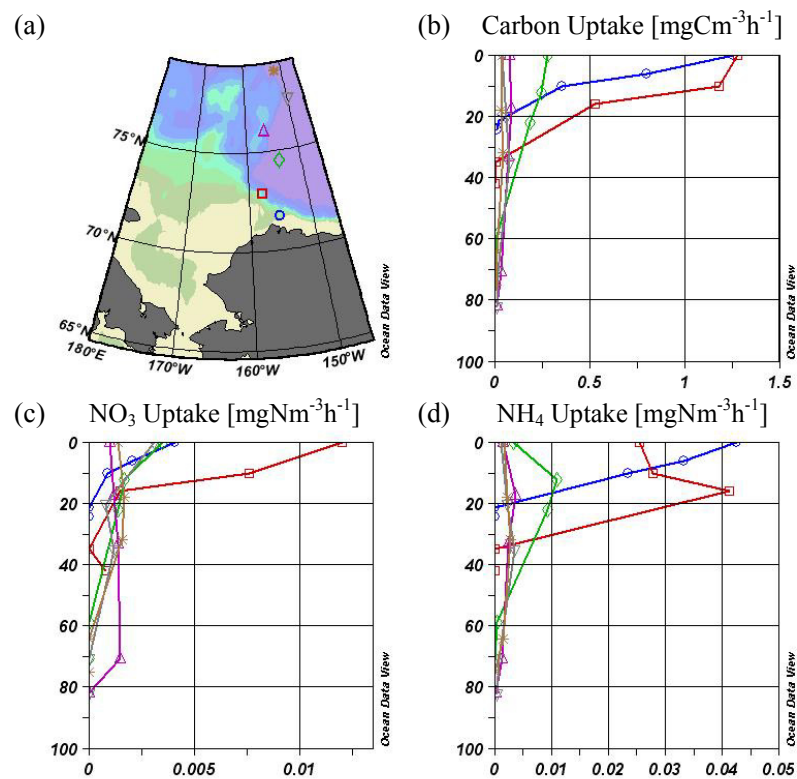 (a)
75°N
70°N
65°N
180°E
170°W
160°W
150°W
Ocean Data View
(b) Carbon Uptake [mgCm⁻³h⁻¹]
0
20
40
60
80
100
0 0.5 1 1.5
Ocean Data View
(c) NO₃ Uptake [mgNm⁻³h⁻¹]
0
20
40
60
80
100
0 0.005 0.01
Ocean Data View
(d) NH₄ Uptake [mgNm⁻³h⁻¹]
0
20
40
60
80
100
0 0.01 0.02 0.03 0.04 0.05
Ocean Data View